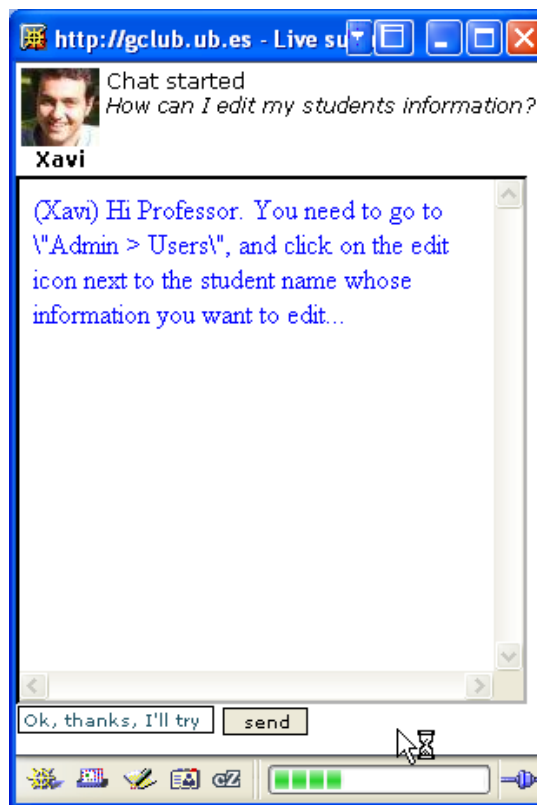 http://gclub.ub.es - Live su
Chat started
How can I edit my students information?
Xavi
(Xavi) Hi Professor. You need to go to
\"Admin > Users\", and click on the edit
icon next to the student name whose
information you want to edit...
Ok, thanks, I'll try
send
cZ